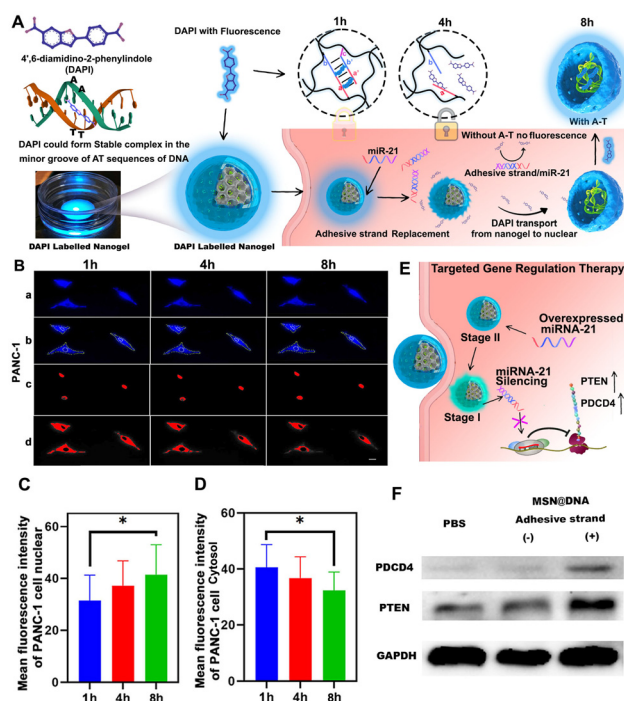 A
4',6-diamidino-2-phenylindole
(DAPI)
A
A
T
T
DAPI could form Stable complex in the
minor groove of AT sequences of DNA
DAPI Labelled Nanogel
DAPI with Fluorescence
DAPI Labelled Nanogel
1h
4h
8h
With A-T
miR-21
Adhesive strand Replacement
Without A-T no fluorescence
Adhesive strand/miR-21
DAPI transport
from nanogel to nuclear
B
1h
4h
8h
PANC-1
a
b
c
d
E
Targeted Gene Regulation Therapy
Stage II
Overexpressed
miRNA-21
miRNA-21
Silencing
Stage I
PTEN
PDCD4
C
Mean fluorescence intensity
of PANC-1 cell nuclear
60
40
20
0
*
1h
4h
8h
D
Mean fluorescence intensity
of PANC-1 cell Cytosol
60
40
20
0
*
1h
4h
8h
F
MSN@DNA
PBS
Adhesive strand
(-)
(+)
PDCD4
PTEN
GAPDH